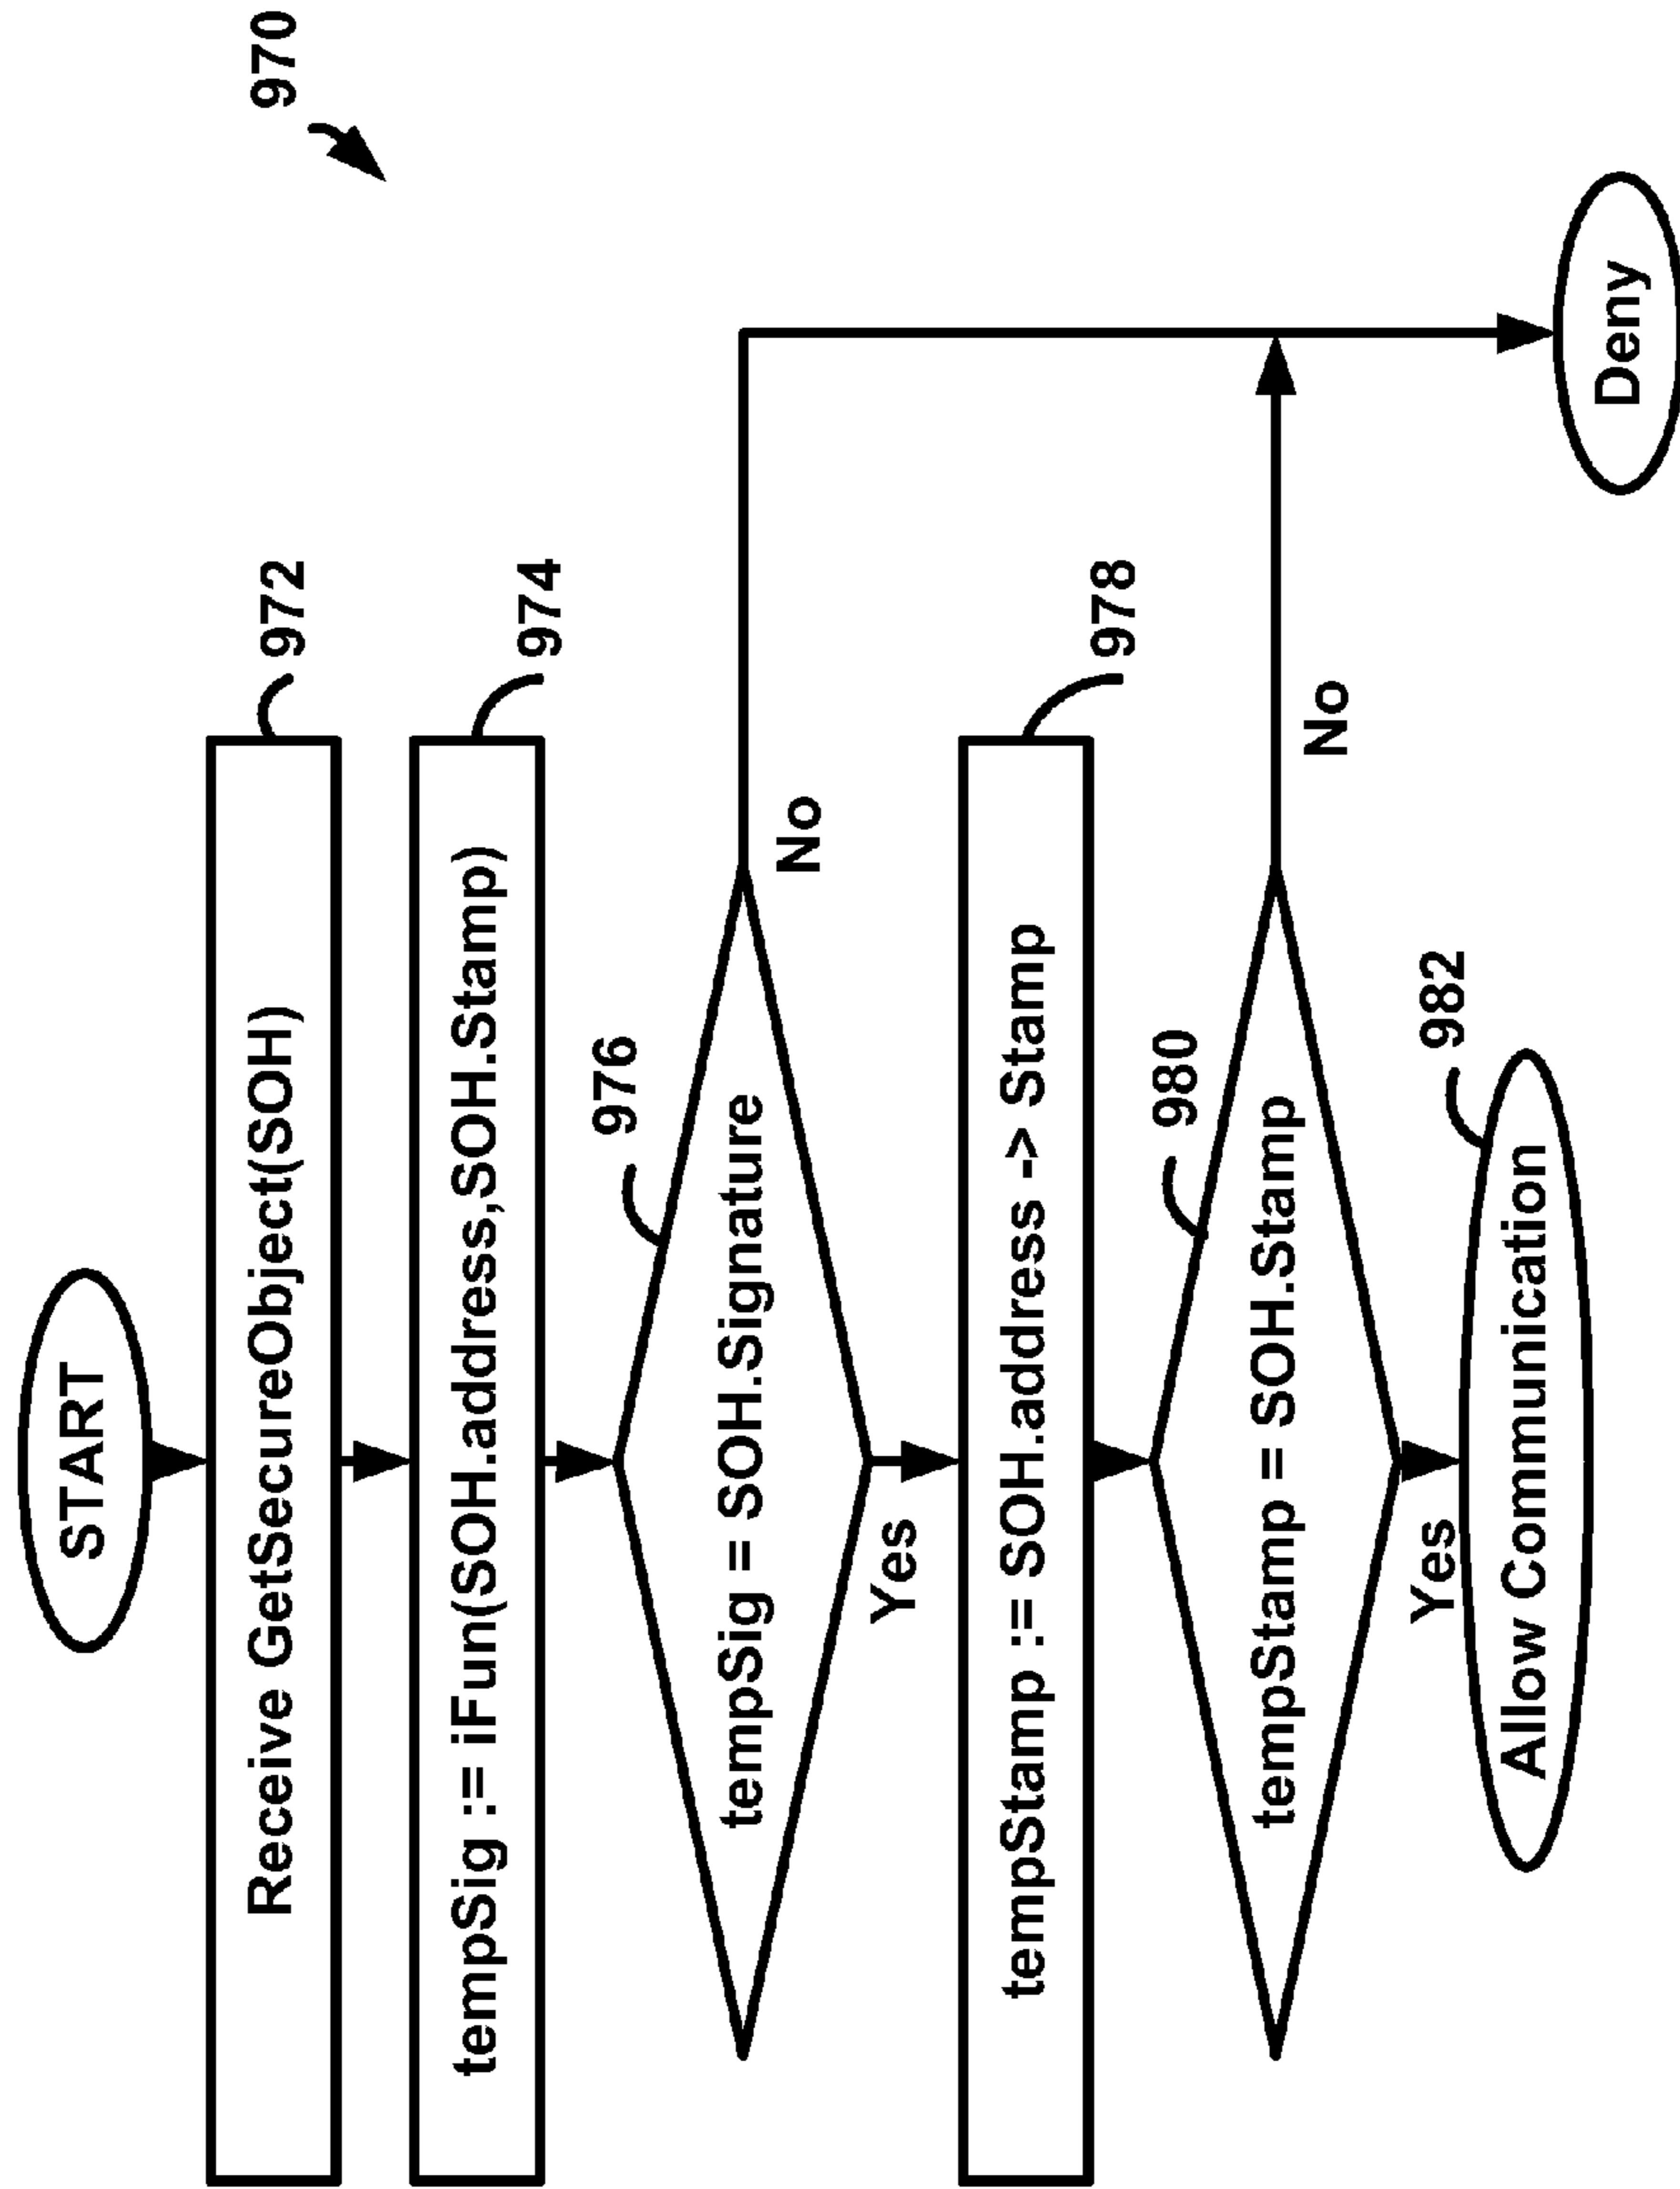 970
START
Receive GetSecureObject(SOH)
972
tempSig := iFun(SOH.address,SOH.Stamp)
974
976
tempSig = SOH.Signature
No
Yes
tempStamp := SOH.address -> Stamp
978
980
tempStamp = SOH.Stamp
No
Yes
982
Allow Communication
Deny